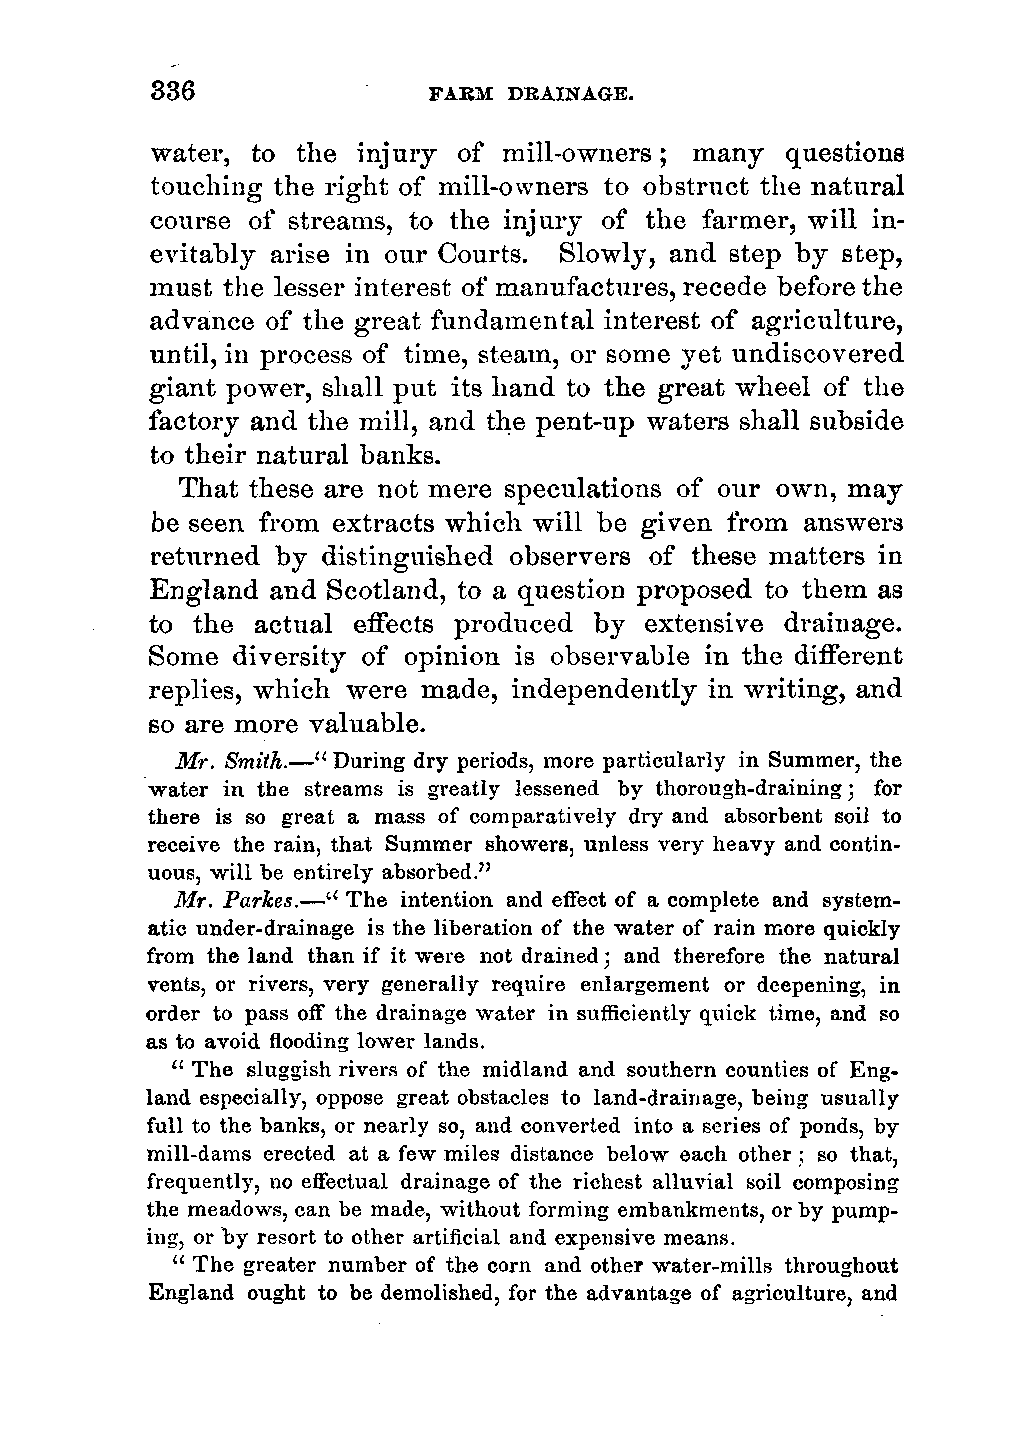 336 FARM DRAINAGE.
water, to the injury of mill-owners; many questions
touching the right of mill-owners to obstruct the natural
course of streams, to the injury of the farmer, will in-
evitably arise in our Courts. Slowly, and step by step,
must the lesser interest of manufactures, recede before the
advance of the great fundamental interest of agriculture,
until, in process of time, steam, or some yet undiscovered
giant power, shall put its hand to the great wheel of the
factory and the mill, and the pent-up waters shall subside
to their natural banks.
That these are not mere speculations of our own, may
be seen from extracts which will be given from answers
returned by distinguished observers of these matters in
England and Scotland, to a question proposed to them as
to the actual effects produced by extensive drainage.
Some diversity of opinion is observable in the different
replies, which were made, independently in writing, and
so are more valuable.
Mr. Smith.—“During dry periods, more particularly in Summer, the
water in the streams is greatly lessened by thorough-draining; for
there is so great a mass of comparatively dry and absorbent soil to
receive the rain, that Summer showers, unless very heavy and contin-
uous, will be entirely absorbed.”
Mr. Parkes.—“The intention and effect of a complete and system-
atic under-drainage is the liberation of the water of rain more quickly
from the land than if it were not drained; and therefore the natural
vents, or rivers, very generally require enlargement or deepening, in
order to pass off the drainage water in sufficiently quick time, and so
as to avoid flooding lower lands.
“The sluggish rivers of the midland and southern counties of Eng-
land especially, oppose great obstacles to land-drainage, being usually
full to the banks, or nearly so, and converted into a series of ponds, by
mill-dams erected at a few miles distance below each other; so that,
frequently, no effectual drainage of the richest alluvial soil composing
the meadows, can be made, without forming embankments, or by pump-
ing, or by resort to other artificial and expensive means.
“The greater number of the corn and other water-mills throughout
England ought to be demolished, for the advantage of agriculture, and